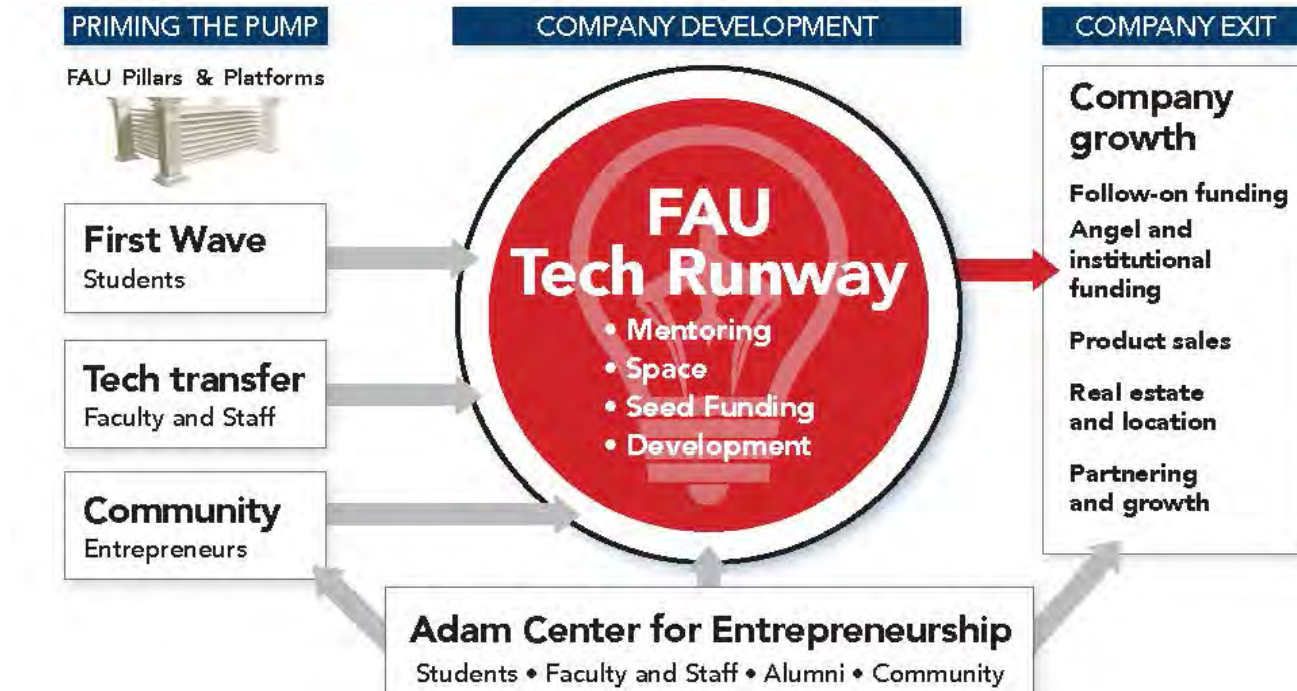 PRIMING THE PUMP
FAU Pillars & Platforms
First Wave
Students
Tech transfer
Faculty and Staff
Community
Entrepreneurs
COMPANY DEVELOPMENT
FAU
Tech Runway
• Mentoring
• Space
• Seed Funding
• Development
COMPANY EXIT
Company
growth
Follow-on funding
Angel and
institutional
funding
Product sales
Real estate
and location
Partnering
and growth
Adam Center for Entrepreneurship
Students • Faculty and Staff • Alumni • Community